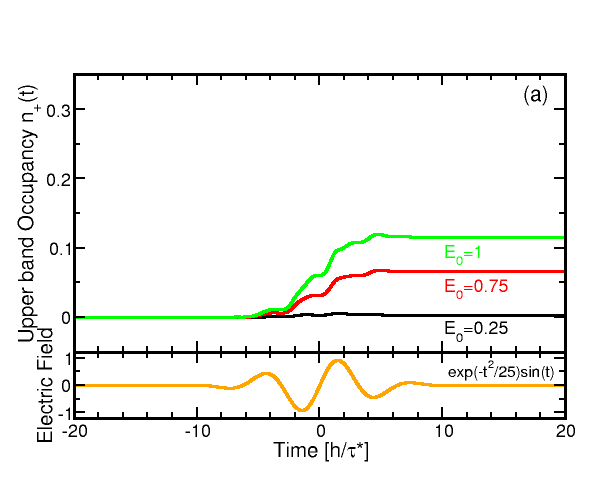 (a)
Upper band Occupancy n₊(t)
0.3
0.2
0.1
0
E₀=1
E₀=0.75
E₀=0.25
Electric Field
1
0
-1
exp(-t²/25)sin(t)
-20
-10
0
10
20
Time [h/τ*]